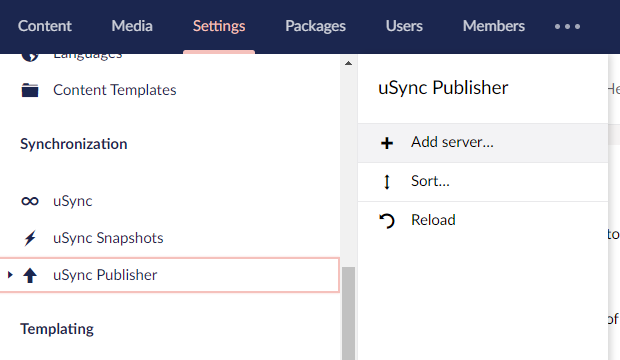 Content Media Settings Packages Users Members
Languages
Content Templates
Synchronization
uSync
uSync Snapshots
uSync Publisher
Templating
uSync Publisher
Add server...
Sort...
Reload
He
to
of